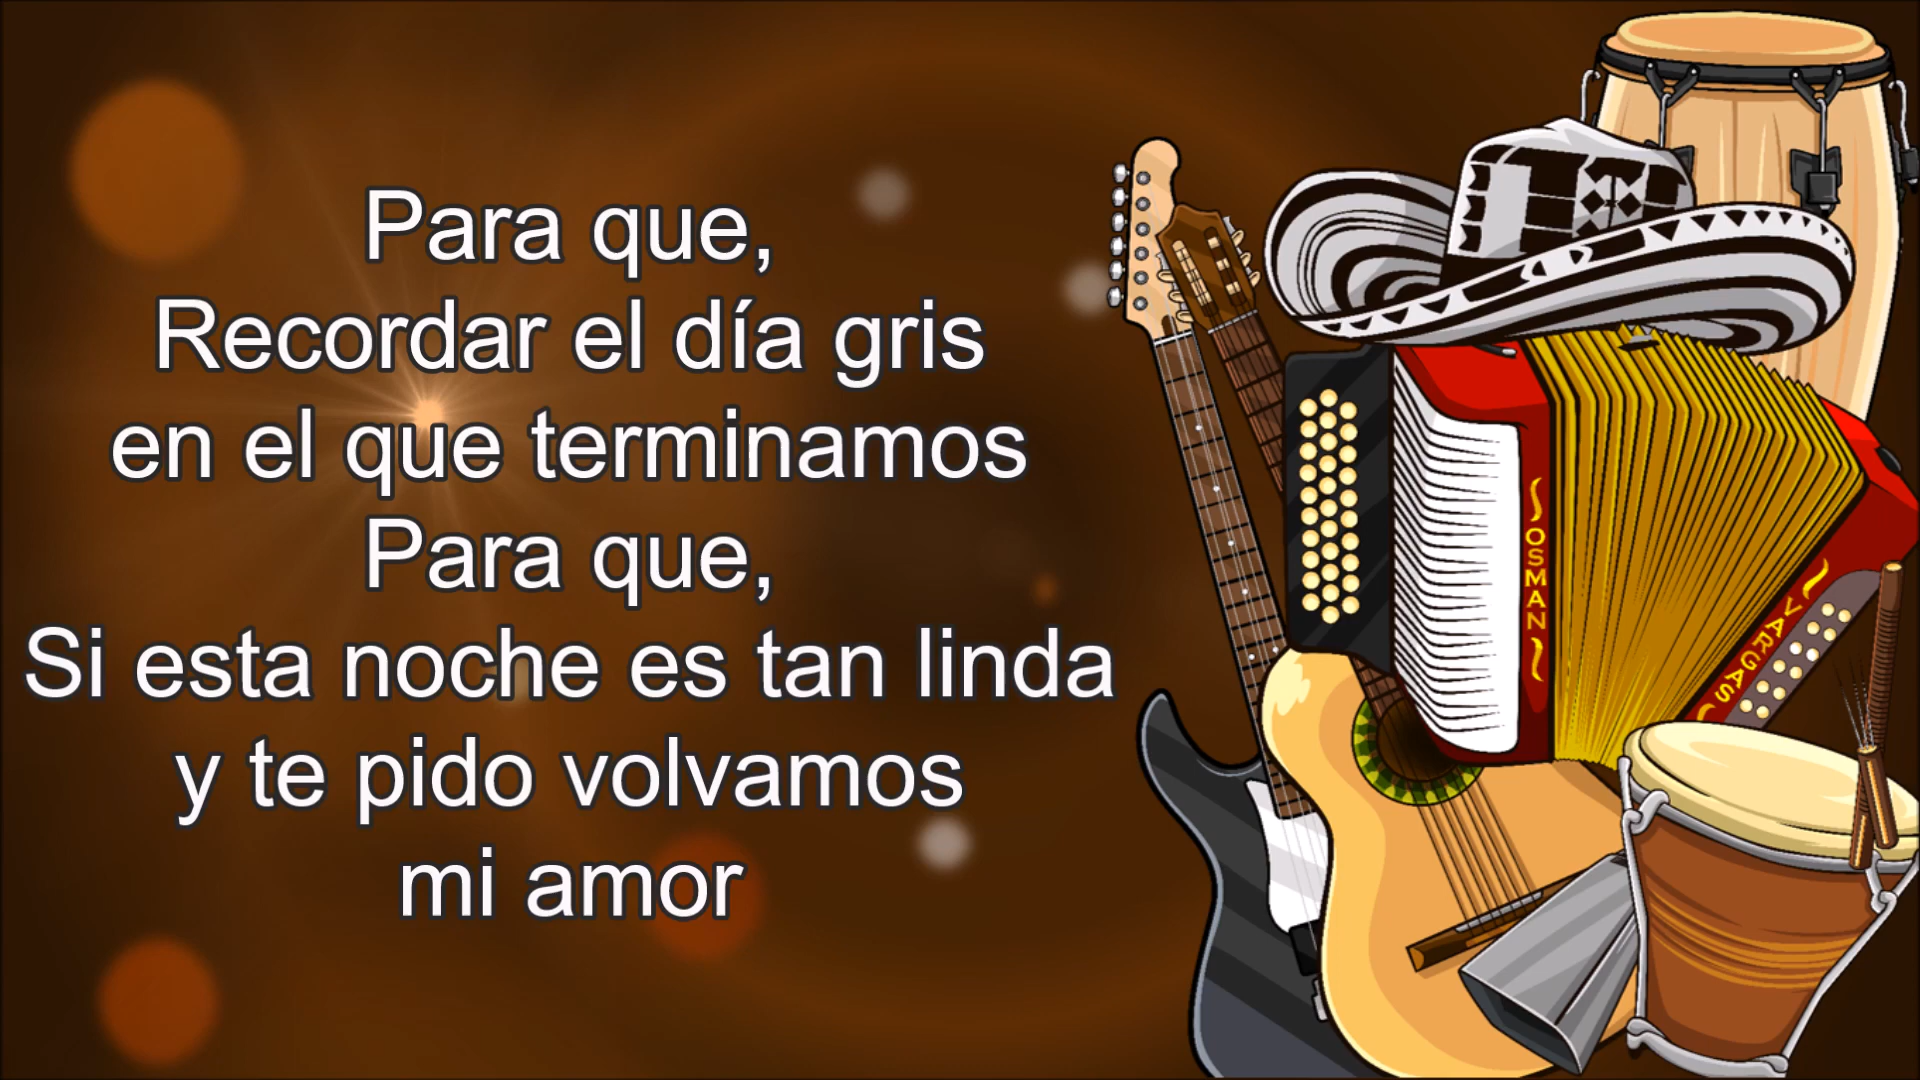 Para que,
Recordar el día gris
en el que terminamos
Para que,
Si esta noche es tan linda
y te pido volvamos
mi amor
OSMAN
VARGAS